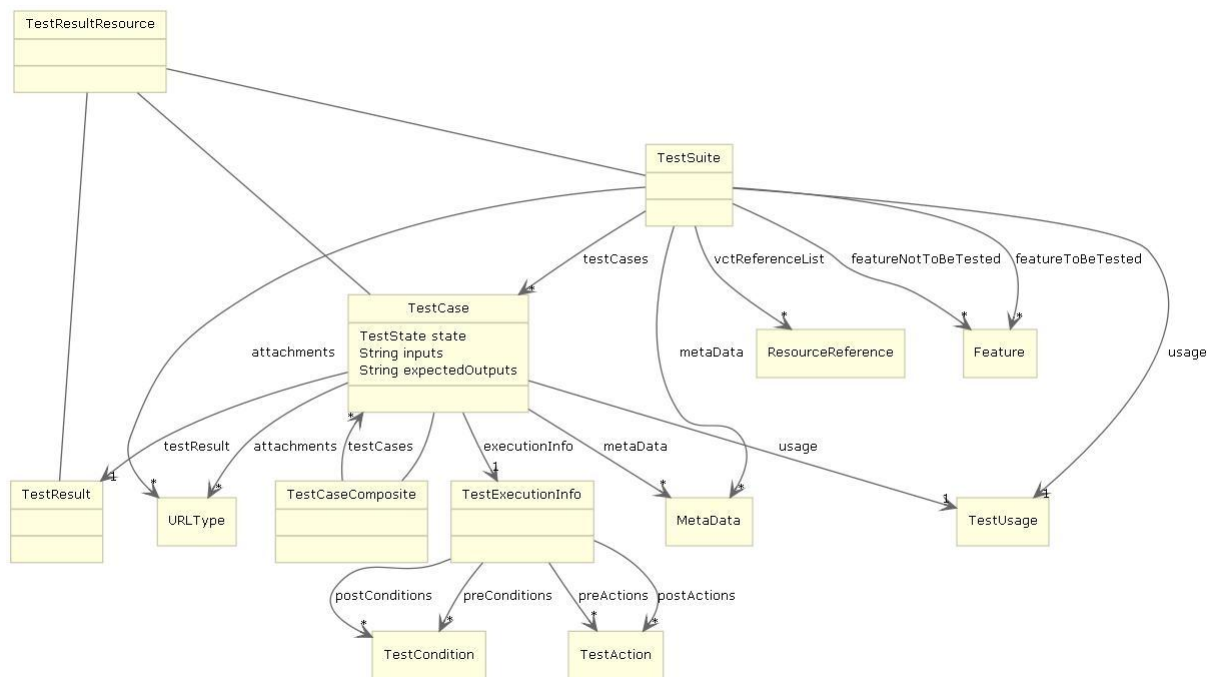 TestResultResource
TestSuite
testCases
vctReferenceList
featureNotToBeTested
featureToBeTested
*
TestCase
TestState state
String inputs
String expectedOutputs
*
*
*
ResourceReference
Feature
attachments
metaData
usage
testResult
attachments
*
testCases
executionInfo
metaData
usage
1
*
*
1
*
*
1
1
TestResult
URLType
TestCaseComposite
TestExecutionInfo
MetaData
TestUsage
postConditions
preConditions
preActions
postActions
*
*
*
*
TestCondition
TestAction